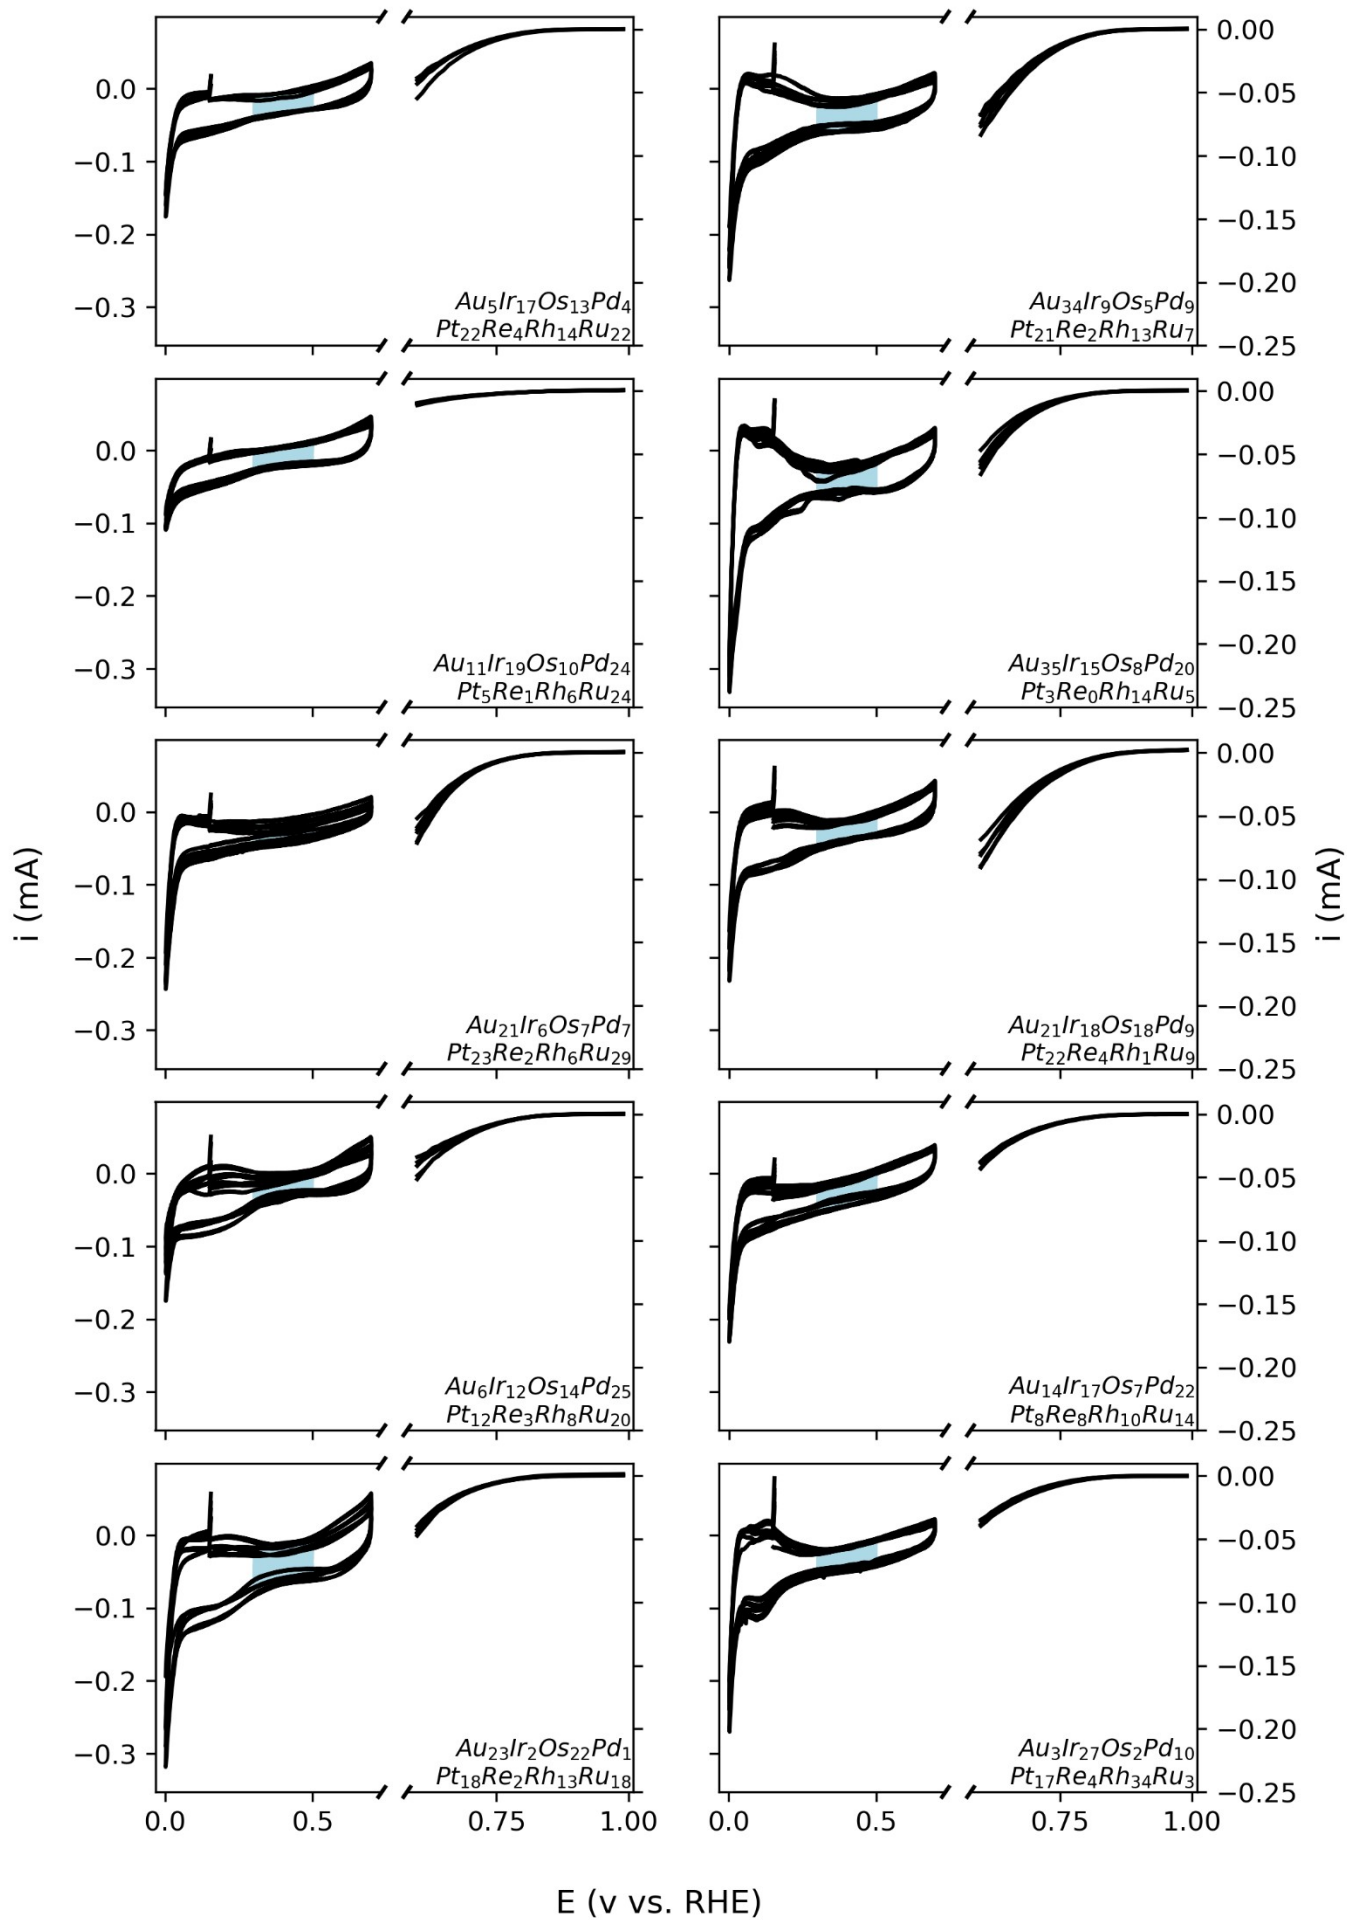 0.00
0.0
−0.05
−0.1
−0.10
−0.15
−0.2
−0.20
−0.3
Au₅Ir₁₇Os₁₃Pd₄
Pt₂₂Re₄Rh₁₄Ru₂₂
Au₃₄Ir₉Os₅Pd₉
Pt₂₁Re₂Rh₁₃Ru₇
−0.25
0.00
0.0
−0.05
−0.1
−0.10
−0.15
−0.2
−0.20
−0.3
Au₁₁Ir₁₉Os₁₀Pd₂₄
Pt₅Re₁Rh₆Ru₂₄
Au₃₅Ir₁₅Os₈Pd₂₀
Pt₃Re₀Rh₁₄Ru₅
−0.25
0.00
0.0
−0.05
−0.1
−0.10
−0.15
−0.2
−0.20
−0.3
Au₂₁Ir₆Os₇Pd₇
Pt₂₃Re₂Rh₆Ru₂₉
Au₂₁Ir₁₈Os₁₈Pd₉
Pt₂₂Re₄Rh₁Ru₉
−0.25
i (mA)
i (mA)
0.00
0.0
−0.05
−0.1
−0.10
−0.15
−0.2
−0.20
−0.3
Au₆Ir₁₂Os₁₄Pd₂₅
Pt₁₂Re₃Rh₈Ru₂₀
Au₁₄Ir₁₇Os₇Pd₂₂
Pt₈Re₈Rh₁₀Ru₁₄
−0.25
0.00
0.0
−0.05
−0.1
−0.10
−0.15
−0.2
−0.20
−0.3
Au₂₃Ir₂Os₂₂Pd₁
Pt₁₈Re₂Rh₁₃Ru₁₈
Au₃Ir₂₇Os₂Pd₁₀
Pt₁₇Re₄Rh₃₄Ru₃
−0.25
0.0 0.5 0.75 1.00 0.0 0.5 0.75 1.00
E (v vs. RHE)